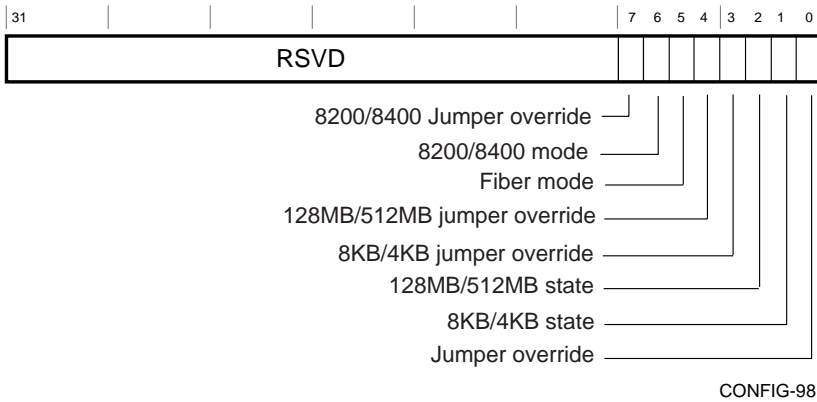 31 7 6 5 4 3 2 1 0
RSVD
8200/8400 Jumper override
8200/8400 mode
Fiber mode
128MB/512MB jumper override
8KB/4KB jumper override
128MB/512MB state
8KB/4KB state
Jumper override
CONFIG-98